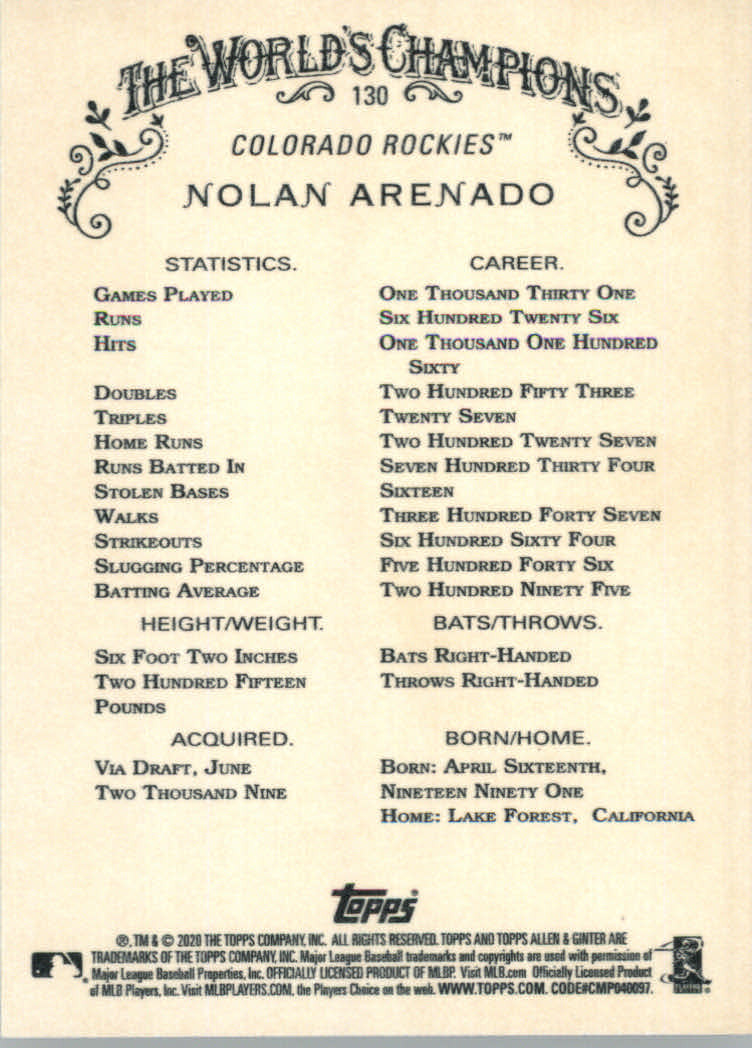 THE WORLD'S CHAMPIONS
130
COLORADO ROCKIES™
NOLAN ARENADO
STATISTICS. CAREER.
GAMES PLAYED ONE THOUSAND THIRTY ONE
RUNS SIX HUNDRED TWENTY SIX
HITS ONE THOUSAND ONE HUNDRED
SIXTY
DOUBLES TWO HUNDRED FIFTY THREE
TRIPLES TWENTY SEVEN
HOME RUNS TWO HUNDRED TWENTY SEVEN
RUNS BATTED IN SEVEN HUNDRED THIRTY FOUR
STOLEN BASES SIXTEEN
WALKS THREE HUNDRED FORTY SEVEN
STRIKEOUTS SIX HUNDRED SIXTY FOUR
SLUGGING PERCENTAGE FIVE HUNDRED FORTY SIX
BATTING AVERAGE TWO HUNDRED NINETY FIVE
HEIGHT/WEIGHT. BATS/THROWS.
SIX FOOT TWO INCHES BATS RIGHT-HANDED
TWO HUNDRED FIFTEEN THROWS RIGHT-HANDED
POUNDS
ACQUIRED. BORN/HOME.
VIA DRAFT, JUNE BORN: APRIL SIXTEENTH,
TWO THOUSAND NINE NINETEEN NINETY ONE
HOME: LAKE FOREST, CALIFORNIA
Topps®
®, TM & © 2020 THE TOPPS COMPANY, INC. ALL RIGHTS RESERVED. TOPPS AND TOPPS ALLEN & GINTER ARE
TRADEMARKS OF THE TOPPS COMPANY, INC. Major League Baseball trademarks and copyrights are used with permission of
Major League Baseball Properties, Inc. OFFICIALLY LICENSED PRODUCT OF MLBP. Visit MLB.com Officially Licensed Product
of MLB Players, Inc. Visit MLBPLAYERS.COM, the Players Choice on the web. WWW.TOPPS.COM. CODE#CMP040097.